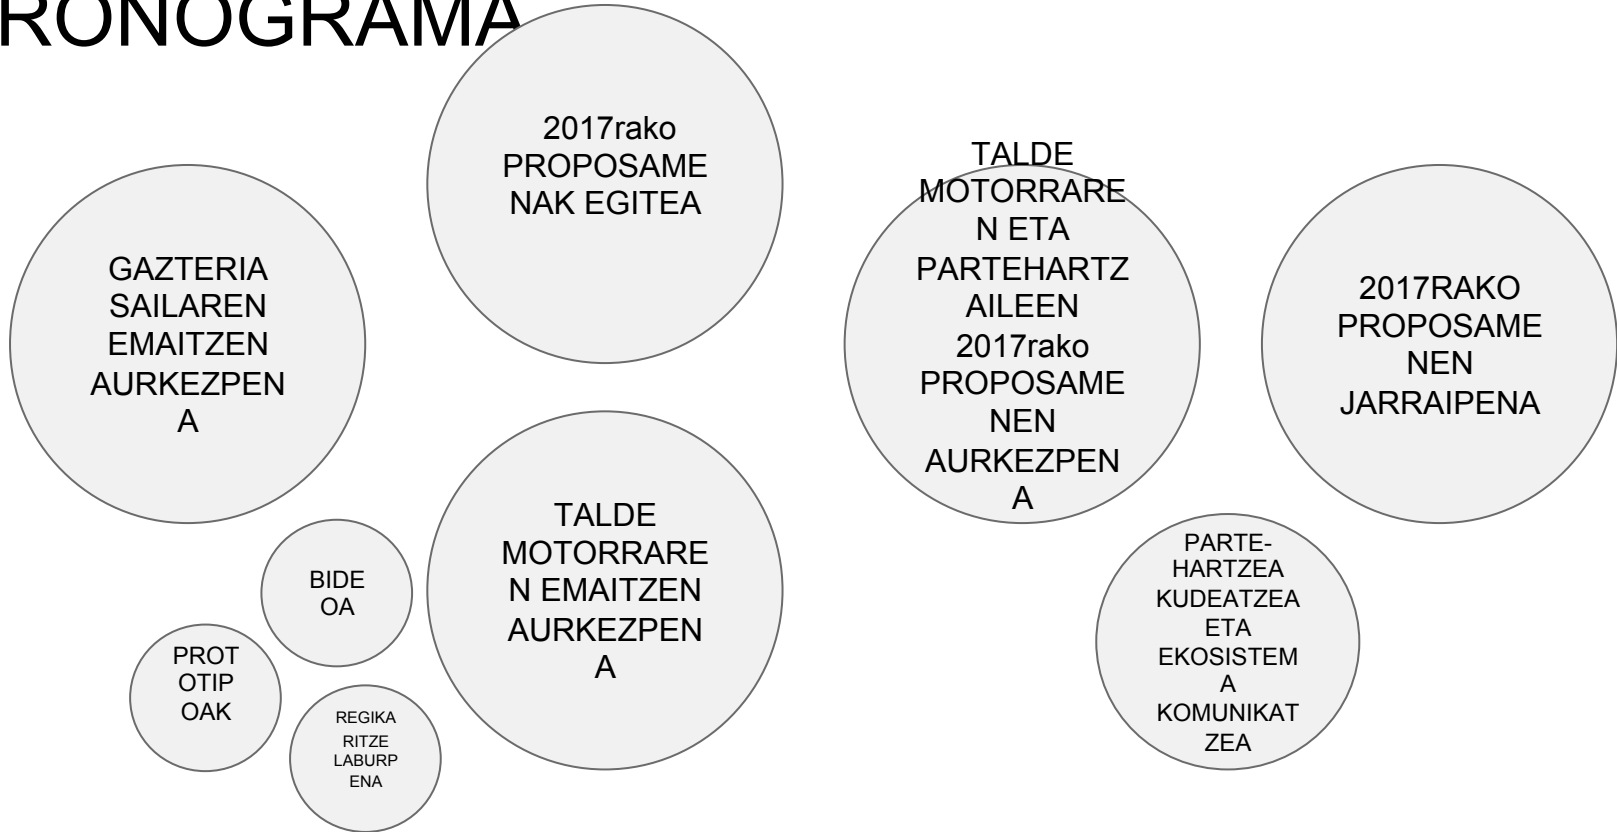 RONOGRAMA
2017rako
PROPOSAME
NAK EGITEA
GAZTERIA
SAILAREN
EMAITZEN
AURKEZPEN
A
TALDE
MOTORRARE
N EMAITZEN
AURKEZPEN
A
BIDE
OA
PROT
OTIP
OAK
REGIKA
RITZE
LABURP
ENA
TALDE
MOTORRARE
N ETA
PARTEHARTZ
AILEEN
2017rako
PROPOSAME
NEN
AURKEZPEN
A
2017RAKO
PROPOSAME
NEN
JARRAIPENA
PARTE-
HARTZEA
KUDEATZEA
ETA
EKOSISTEM
A
KOMUNIKAT
ZEA